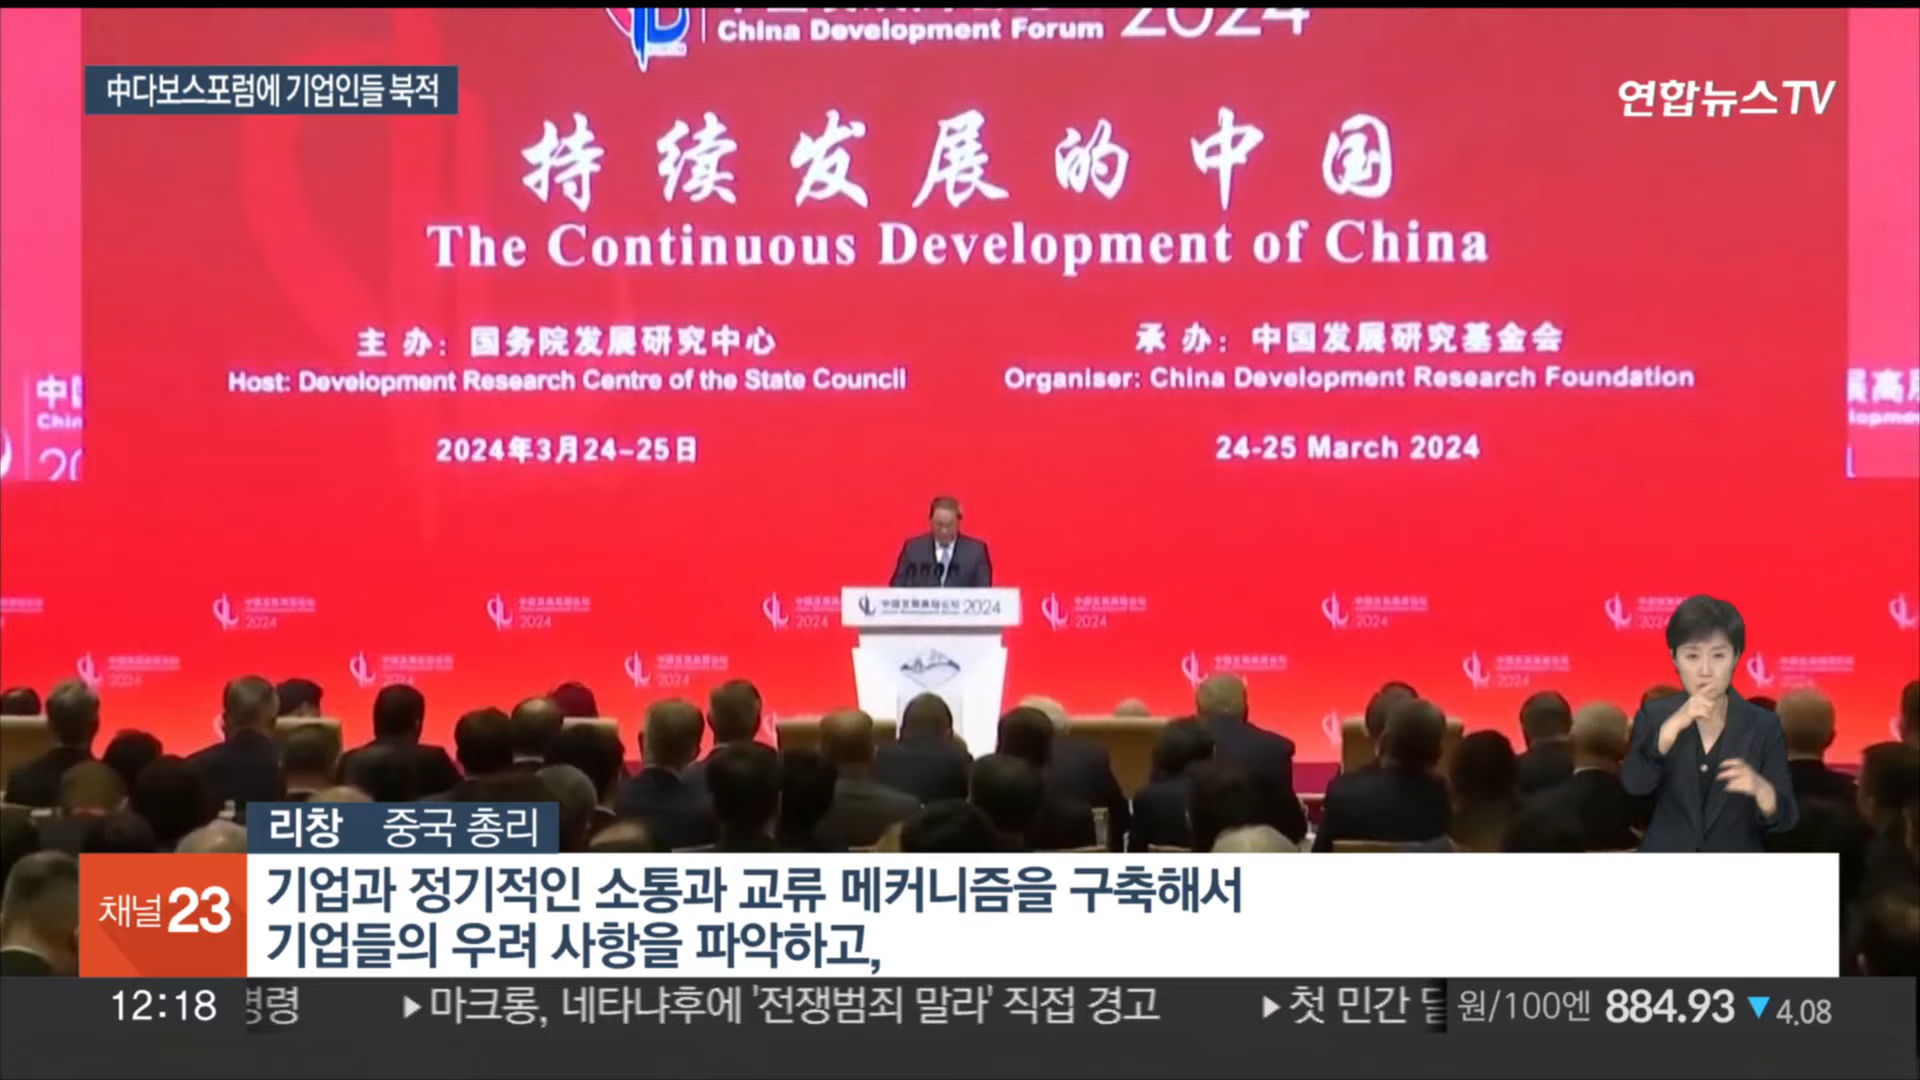 China Development Forum 2024
中다보스포럼에 기업인들 북적
연합뉴스TV
持续发展的中国
The Continuous Development of China
主办：国务院发展研究中心
Host: Development Research Centre of the State Council
2024年3月24-25日
承办：中国发展研究基金会
Organiser: China Development Research Foundation
24-25 March 2024
中国
2024
리창 중국 총리
채널23
기업과 정기적인 소통과 교류 메커니즘을 구축해서
기업들의 우려 사항을 파악하고,
12:18 ▶마크롱, 네타냐후에 '전쟁범죄 말라' 직접 경고 ▶첫 민간 원/100엔 884.93 ▼4.08